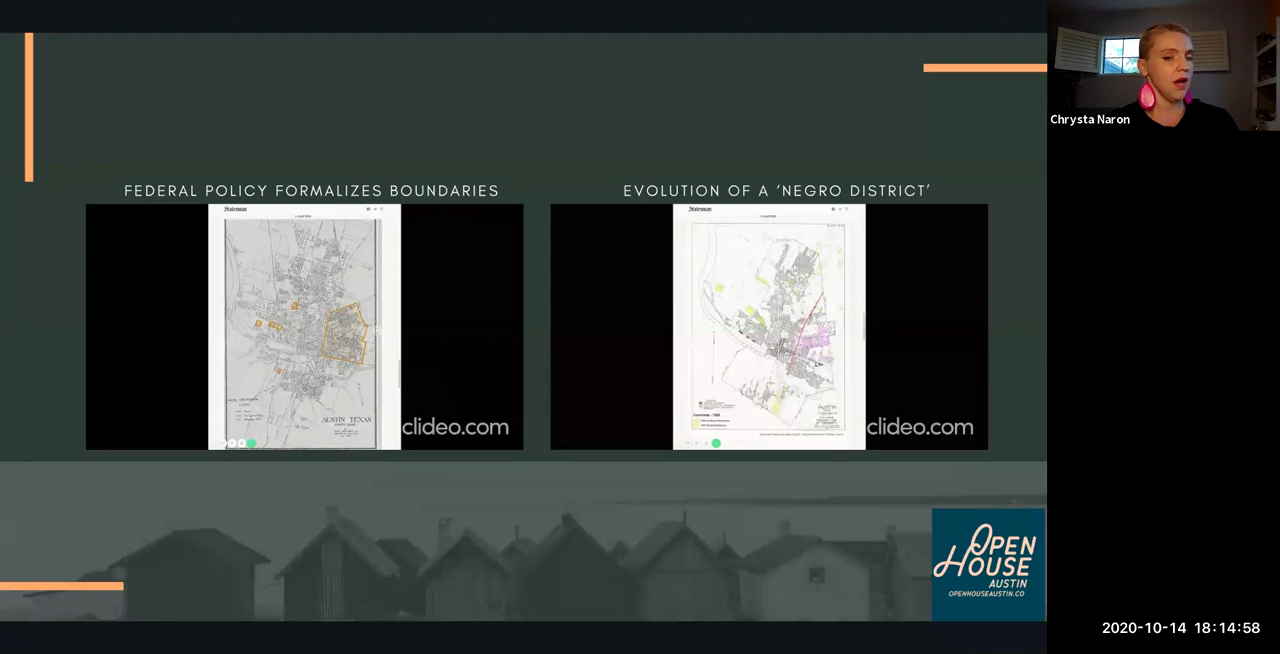 FEDERAL POLICY FORMALIZES BOUNDARIES
Statesman
AUSTIN TEXAS
clideo.com
EVOLUTION OF A ‘NEGRO DISTRICT’
Statesman
AUSTIN
clideo.com
OPEN
HOUSE
AUSTIN
OPENHOUSEAUSTIN.CO
Chrysta Naron
2020-10-14 18:14:58